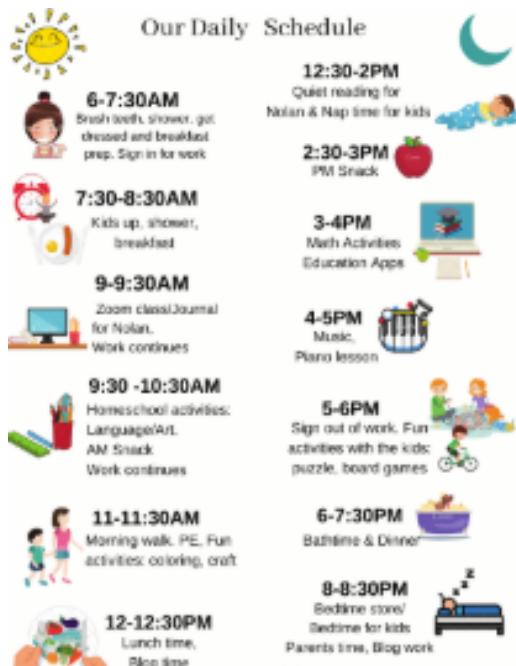 Our Daily Schedule
6-7:30AM
Brush teeth, shower, get
dressed and breakfast
prep. Sign in for work
7:30-8:30AM
Kids up, shower,
breakfast
9-9:30AM
Zoom class/Journal
for Nolan.
Work continues
9:30 -10:30AM
Homeschool activities:
Language/Art.
AM Snack
Work continues
11-11:30AM
Morning walk. PE, Fun
activities: coloring, craft
12-12:30PM
Lunch time,
Blog time
12:30-2PM
Quiet reading for
Nolan & Nap time for kids
2:30-3PM
PM Snack
3-4PM
Math Activities
Education Apps
4-5PM
Music,
Piano lesson
5-6PM
Sign out of work. Fun
activities with the kids:
puzzle, board games
6-7:30PM
Bathtime & Dinner
8-8:30PM
Bedtime store/
Bedtime for kids
Parents time, Blog work